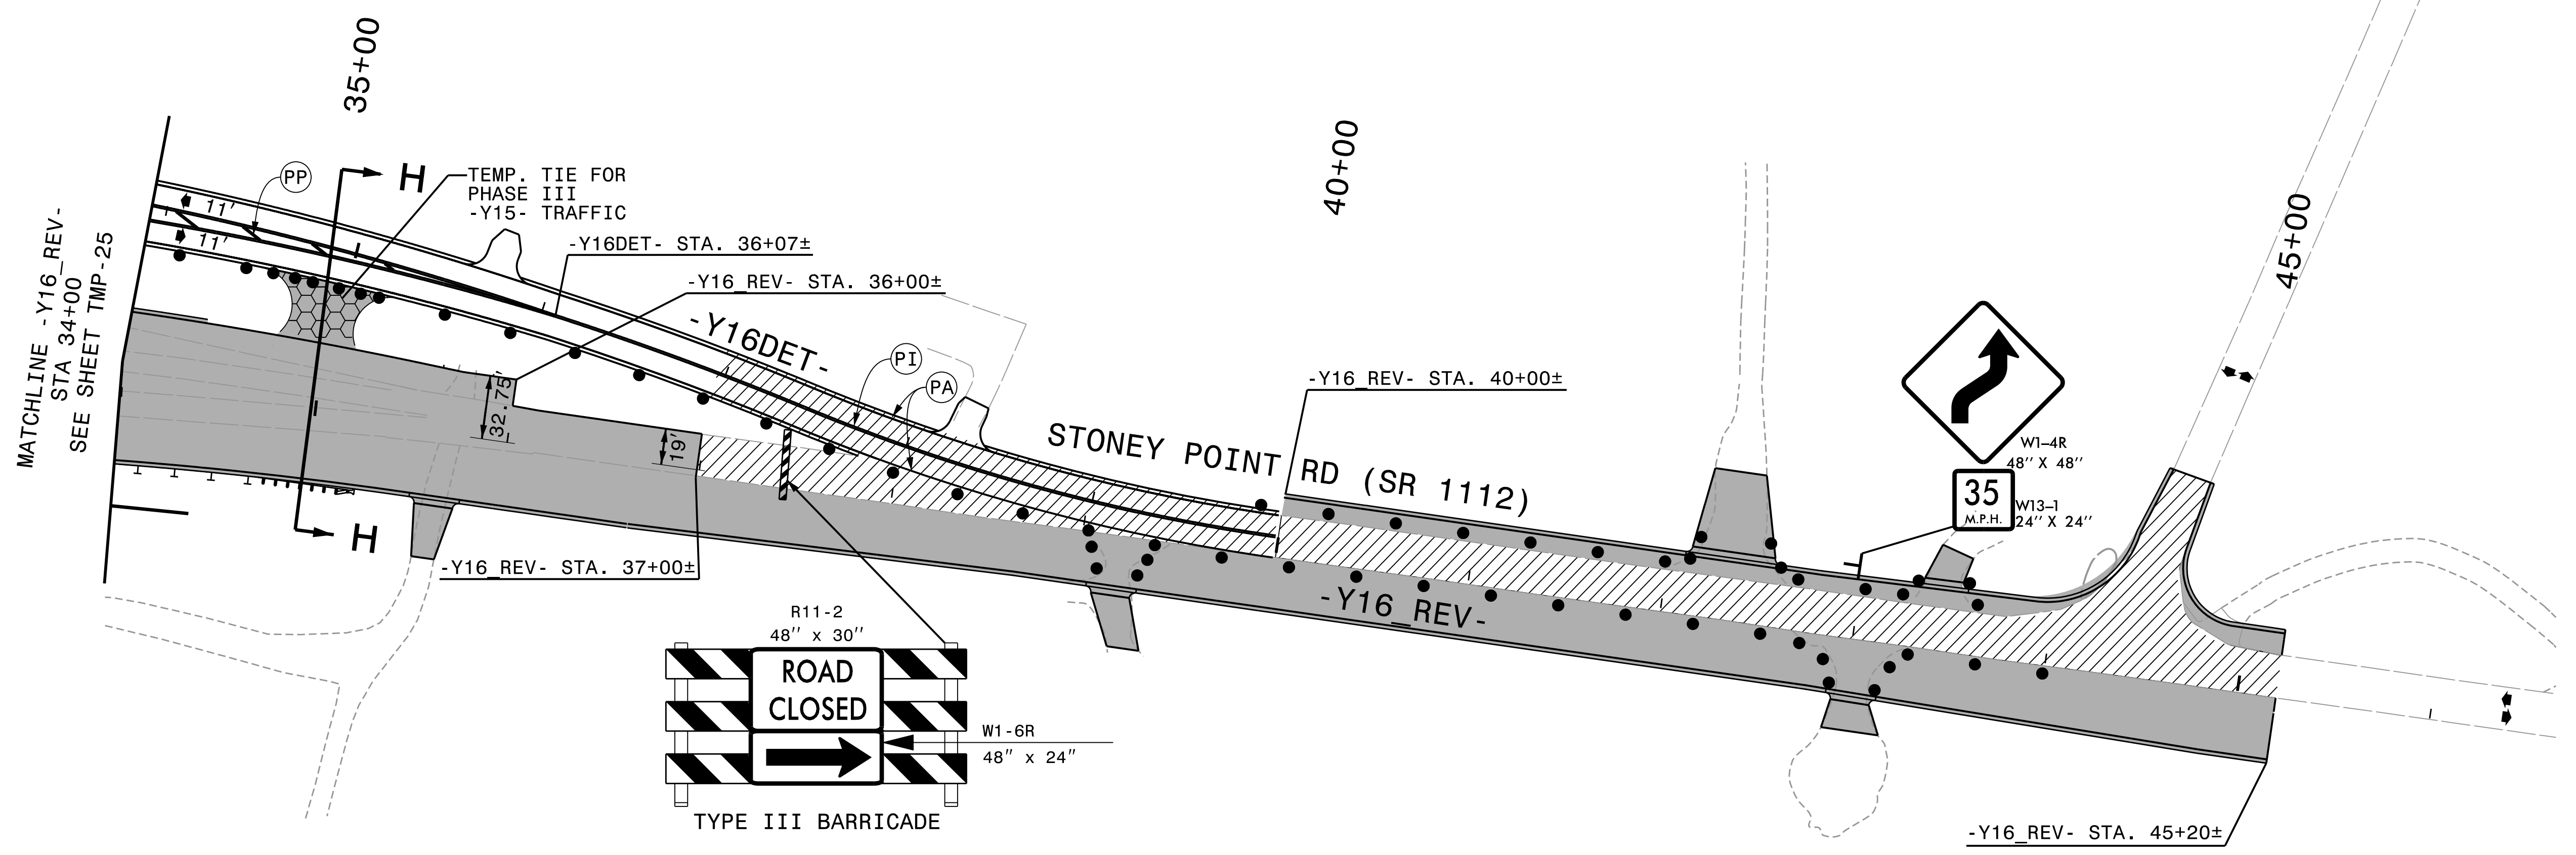 35+00
40+00
45+00
MATCHLINE -Y16_REV-
STA 34+00
SEE SHEET TMP-25
PP
H
TEMP. TIE FOR
PHASE III
-Y15- TRAFFIC
11'
11'
-Y16DET- STA. 36+07±
-Y16_REV- STA. 36+00±
-Y16DET-
PI
PA
32.75'
19'
-Y16_REV- STA. 40+00±
STONEY POINT RD (SR 1112)
W1-4R
48" X 48"
35
M.P.H.
W13-1
24" X 24"
H
-Y16_REV- STA. 37+00±
-Y16_REV-
R11-2
48" x 30"
ROAD
CLOSED
W1-6R
48" x 24"
TYPE III BARRICADE
-Y16_REV- STA. 45+20±